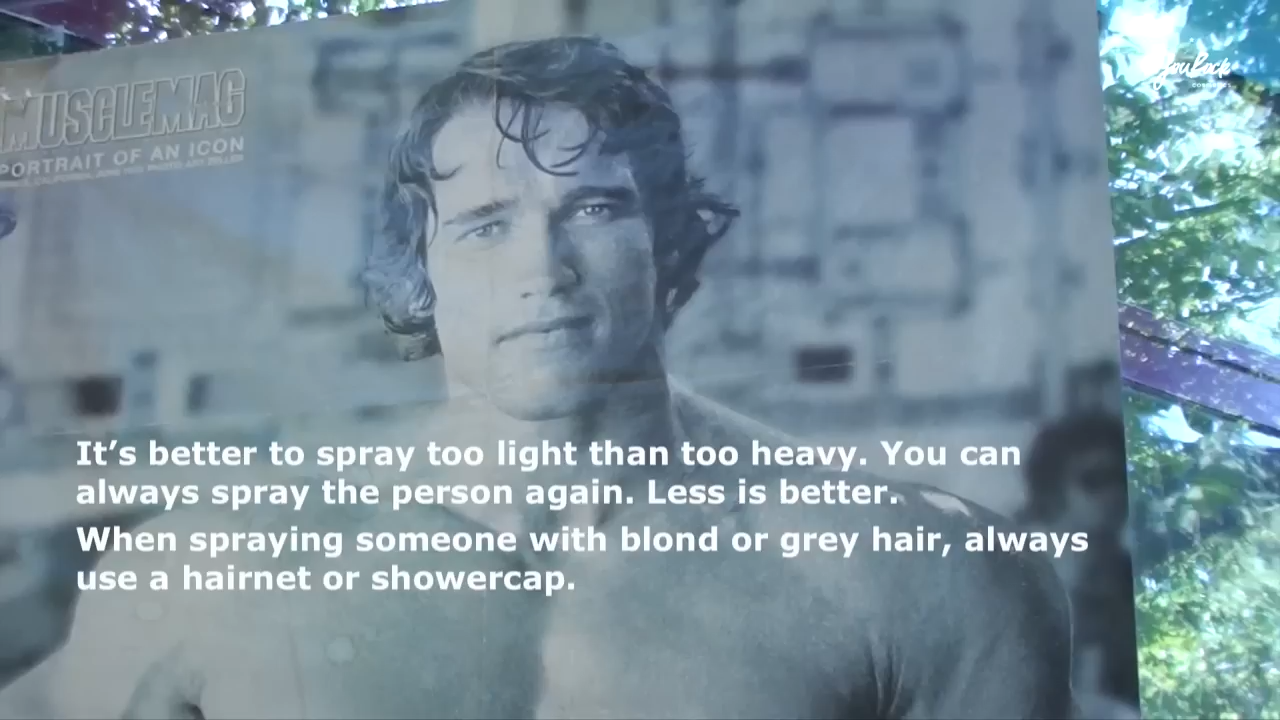 MUSCLEMAG
PORTRAIT OF AN ICON
It’s better to spray too light than too heavy. You can
always spray the person again. Less is better.
When spraying someone with blond or grey hair, always
use a hairnet or showercap.